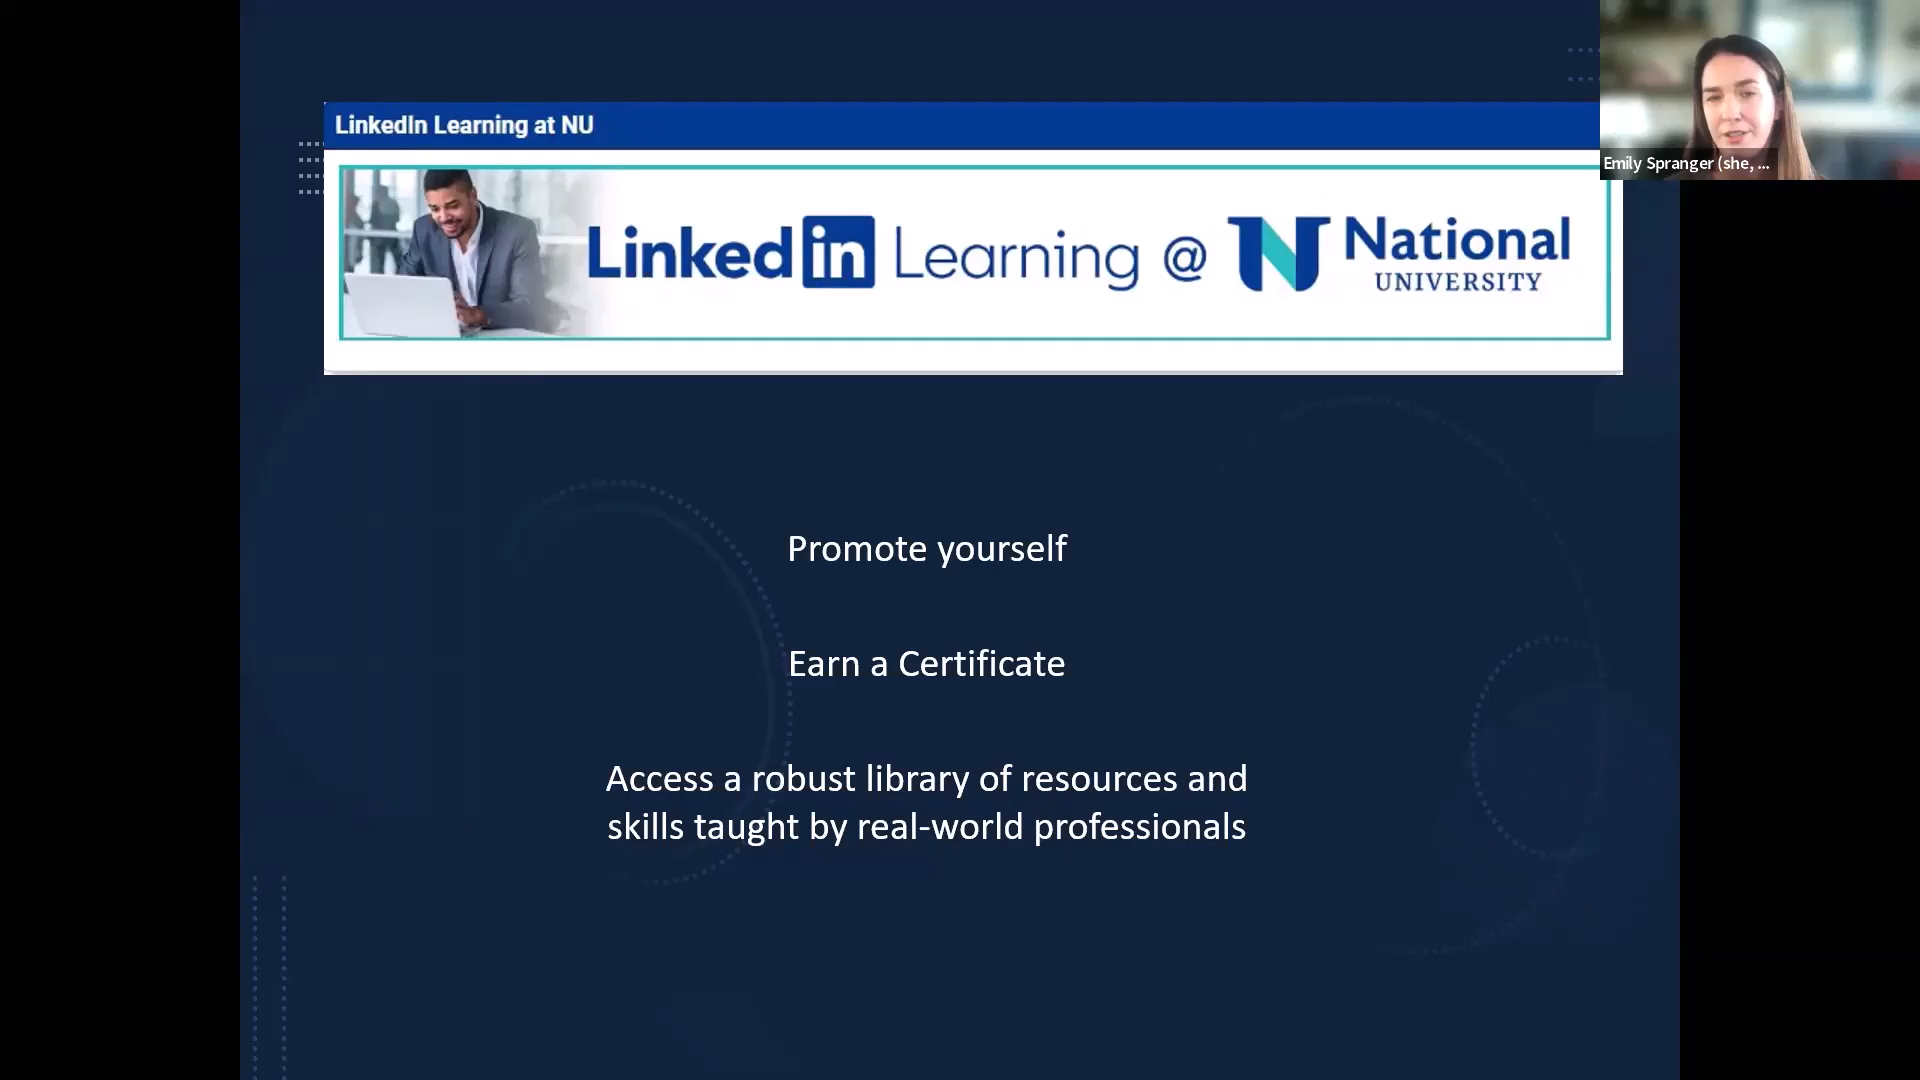 LinkedIn Learning at NU
Linked in Learning @ National
UNIVERSITY
Emily Spranger (she, ...
Promote yourself
Earn a Certificate
Access a robust library of resources and
skills taught by real-world professionals